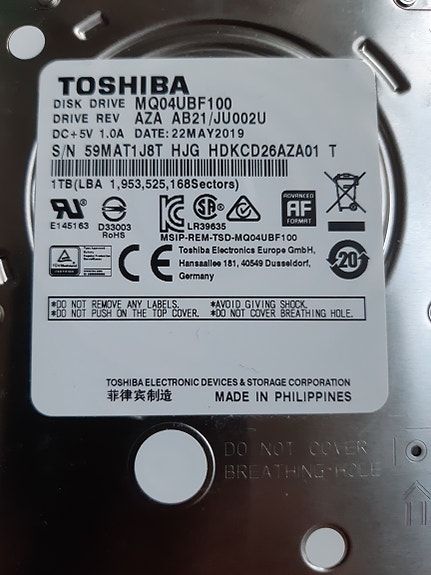 TOSHIBA
DISK DRIVE MQ04UBF100
DRIVE REV AZA AB21/JU002U
DC+5V 1.0A DATE: 22MAY2019
S/N 59MAT1J8T HJG HDKCD26AZA01 T
1TB(LBA 1,953,525,168Sectors)
E145163
D33003
RoHS
LR39635
ADVANCED
AF
FORMAT
MSIP-REM-TSD-MQ04UBF100
Toshiba Electronics Europe GmbH,
Hansaallee 181, 40549 Dusseldorf,
Germany
CE
20
*DO NOT REMOVE ANY LABELS. *AVOID GIVING SHOCK.
*DO NOT PUSH ON THE TOP COVER. *DO NOT COVER BREATHING HOLE.
TOSHIBA ELECTRONIC DEVICES & STORAGE CORPORATION
菲律宾制造 MADE IN PHILIPPINES
DO NOT COVER
BREATHING HOLE